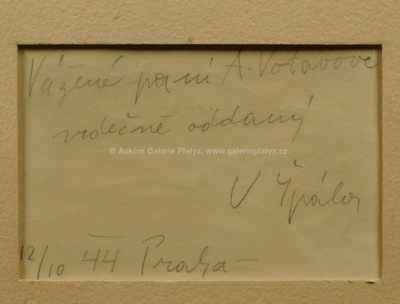 Vážené paní A. Votavové
vděčně oddaný
© Aukční Galerie Platýz, www.galerieplatyz.cz
V Špála
12/10 44 Praha –